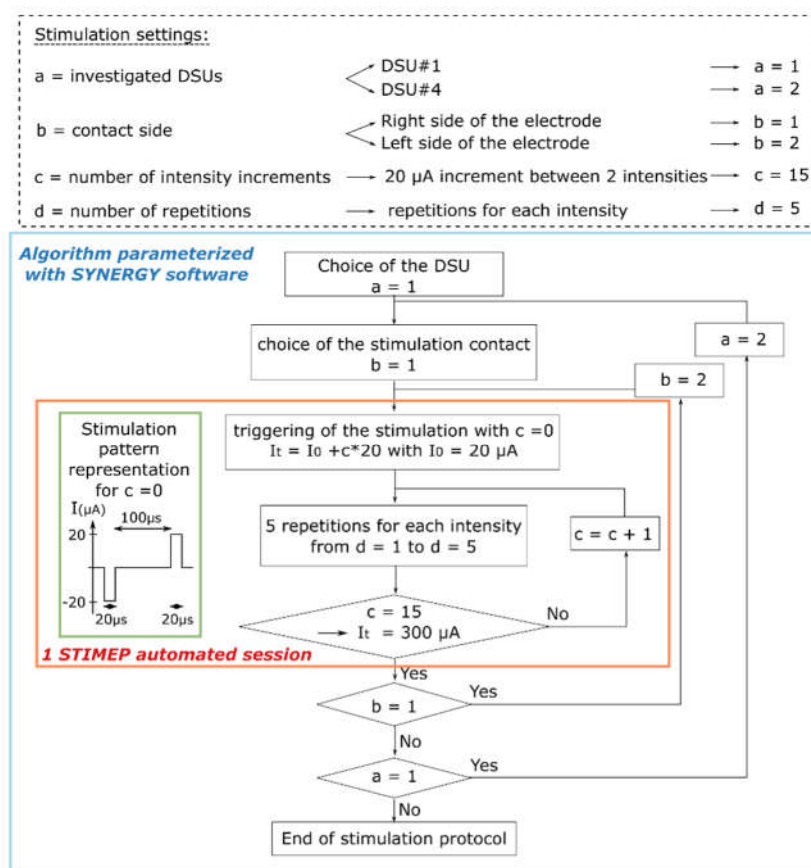 Stimulation settings:
a = investigated DSUs
DSU#1 → a = 1
DSU#4 → a = 2
b = contact side
Right side of the electrode → b = 1
Left side of the electrode → b = 2
c = number of intensity increments → 20 µA increment between 2 intensities → c = 15
d = number of repetitions → repetitions for each intensity → d = 5
Algorithm parameterized
with SYNERGY software
Choice of the DSU
a = 1
choice of the stimulation contact
b = 1
a = 2
b = 2
triggering of the stimulation with c =0
It = I0 +c*20 with I0 = 20 µA
Stimulation
pattern
representation
for c =0
I(µA)
100µs
20
-20
20µs
20µs
5 repetitions for each intensity
from d = 1 to d = 5
c = c + 1
c = 15
→ It = 300 µA
No
1 STIMEP automated session
Yes
b = 1
Yes
No
a = 1
Yes
No
End of stimulation protocol